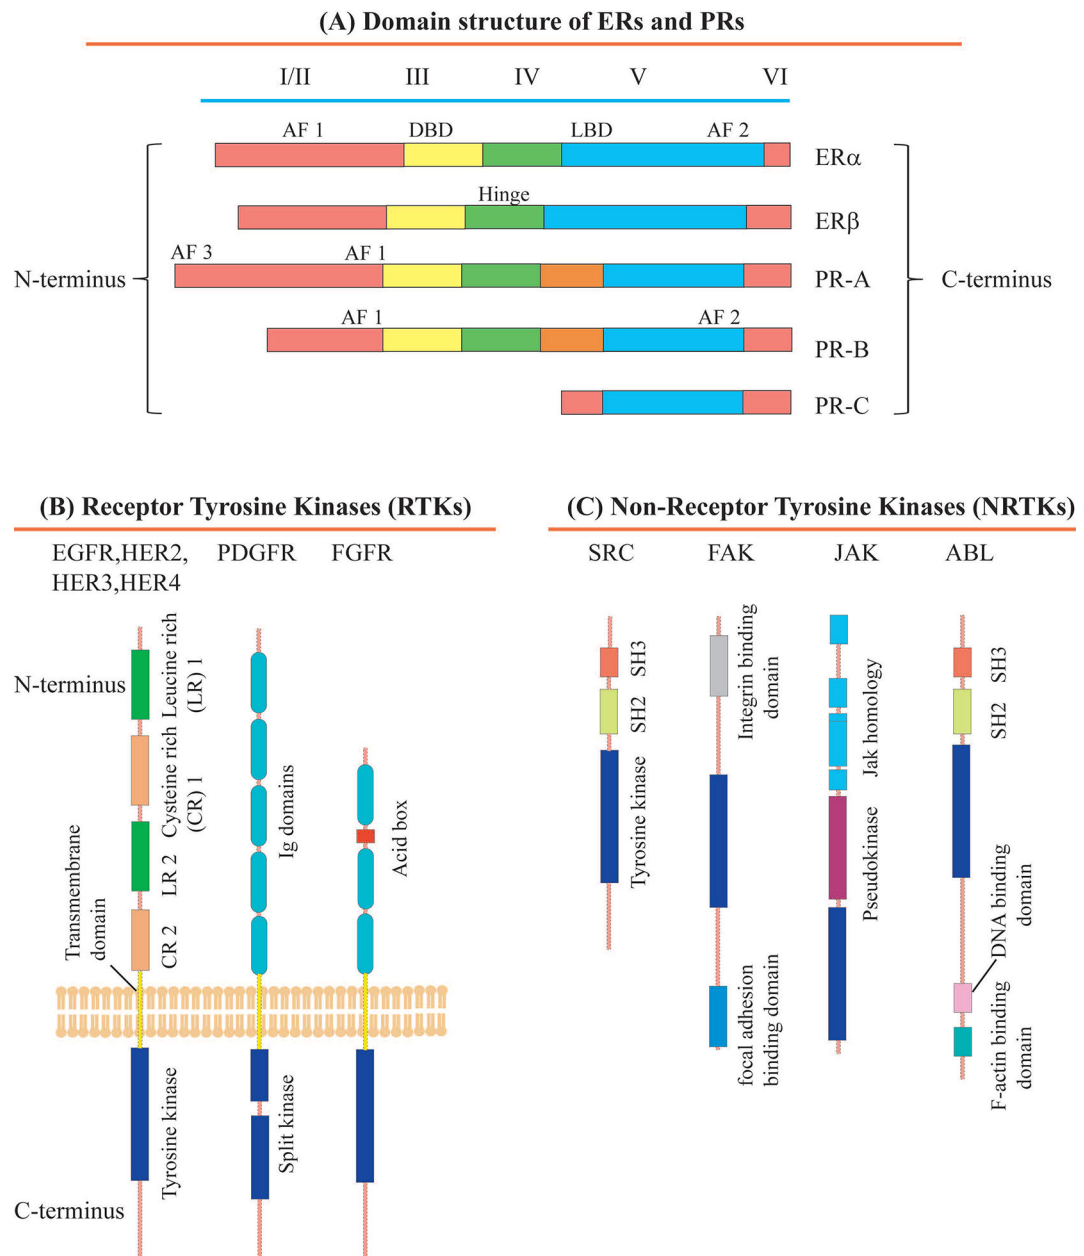 (A) Domain structure of ERs and PRs
I/II III IV V VI
AF 1 DBD LBD AF 2
ERα
Hinge
ERβ
AF 3 AF 1
N-terminus PR-A C-terminus
AF 1 AF 2
PR-B
PR-C
(B) Receptor Tyrosine Kinases (RTKs)
EGFR,HER2,
HER3,HER4
PDGFR
FGFR
N-terminus
Leucine rich
(LR) 1
Cysteine rich
(CR) 1
LR 2
CR 2
Transmembrane
domain
Tyrosine kinase
C-terminus
Ig domains
Split kinase
Acid box
(C) Non-Receptor Tyrosine Kinases (NRTKs)
SRC FAK JAK ABL
SH3
SH2
Tyrosine kinase
Integrin binding
domain
focal adhesion
binding domain
Jak homology
Pseudokinase
SH3
SH2
DNA binding
domain
F-actin binding
domain